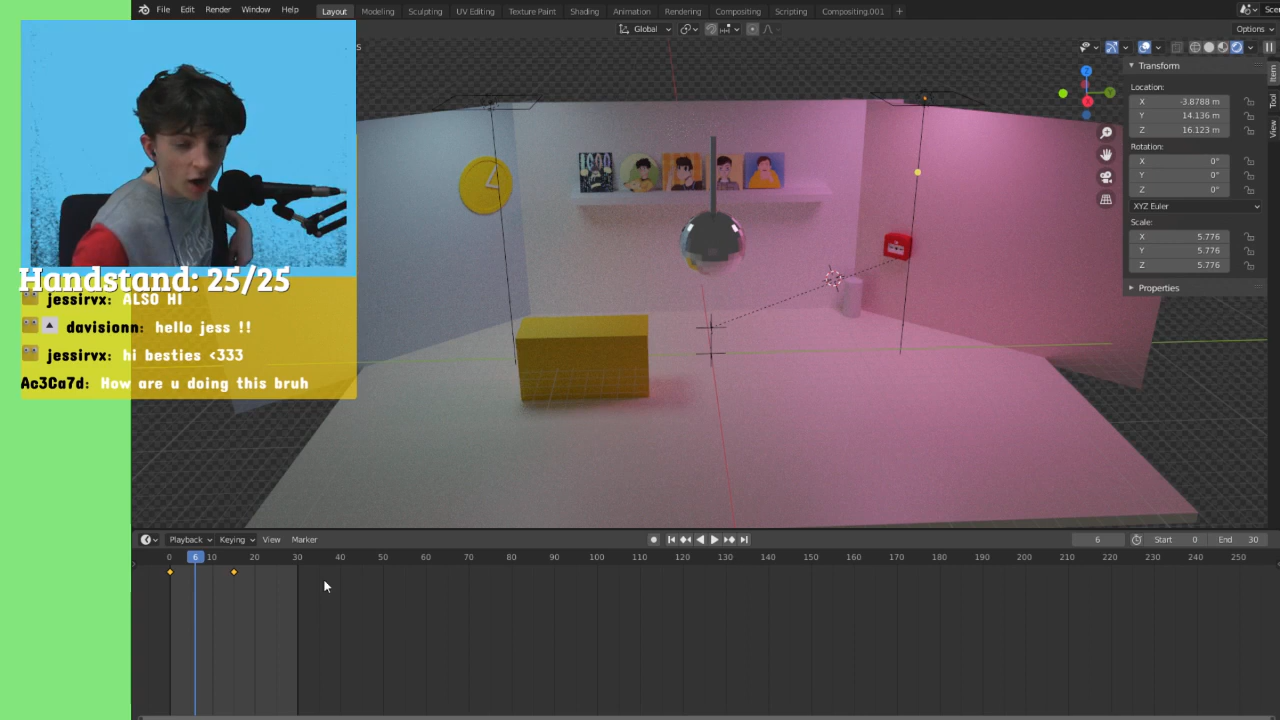 File Edit Render Window Help Layout Modeling Sculpting UV Editing Texture Paint Shading Animation Rendering Compositing Scripting Compositing.001 + Scen
Global Options
Transform
Location:
X -3.8788 m
Y 14.136 m
Z 16.123 m
Rotation:
X 0°
Y 0°
Z 0°
XYZ Euler
Scale:
X 5.776
Y 5.776
Z 5.776
Properties
Item
Tool
View
Z
Y
X
Handstand: 25/25
jessirvx: ALSO HI
davisionn: hello jess !!
jessirvx: hi besties <333
Ac3Ca7d: How are u doing this bruh
Playback Keying View Marker 6 Start 0 End 30
0 6 10 20 30 40 50 60 70 80 90 100 110 120 130 140 150 160 170 180 190 200 210 220 230 240 250